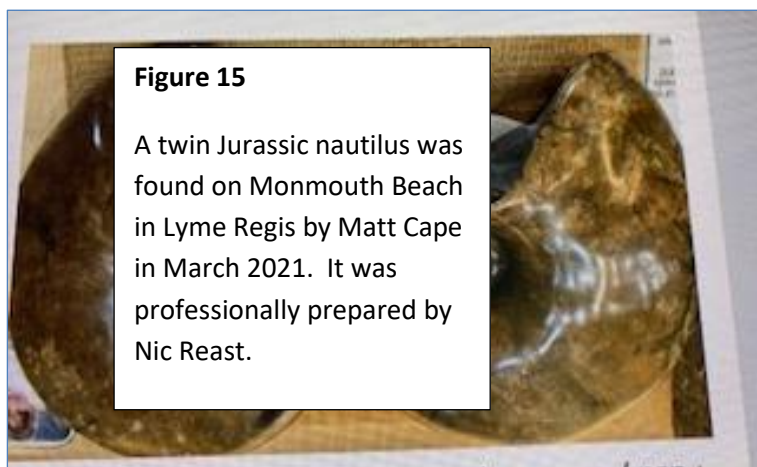 Figure 15
A twin Jurassic nautilus was
found on Monmouth Beach
in Lyme Regis by Matt Cape
in March 2021.  It was
professionally prepared by
Nic Reast.